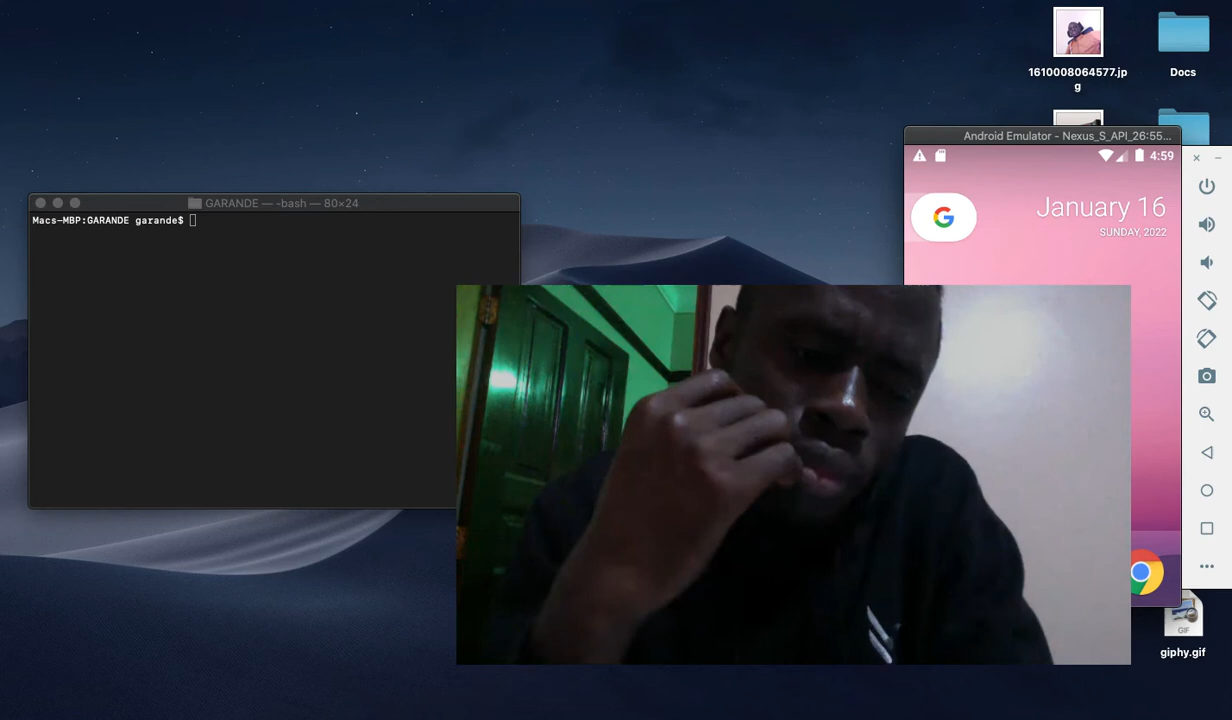 1610008064577.jp
g
Docs
Android Emulator - Nexus_S_API_26:55...
4:59
January 16
SUNDAY, 2022
GARANDE — -bash — 80×24
Macs-MBP:GARANDE garande$
GIF
giphy.gif